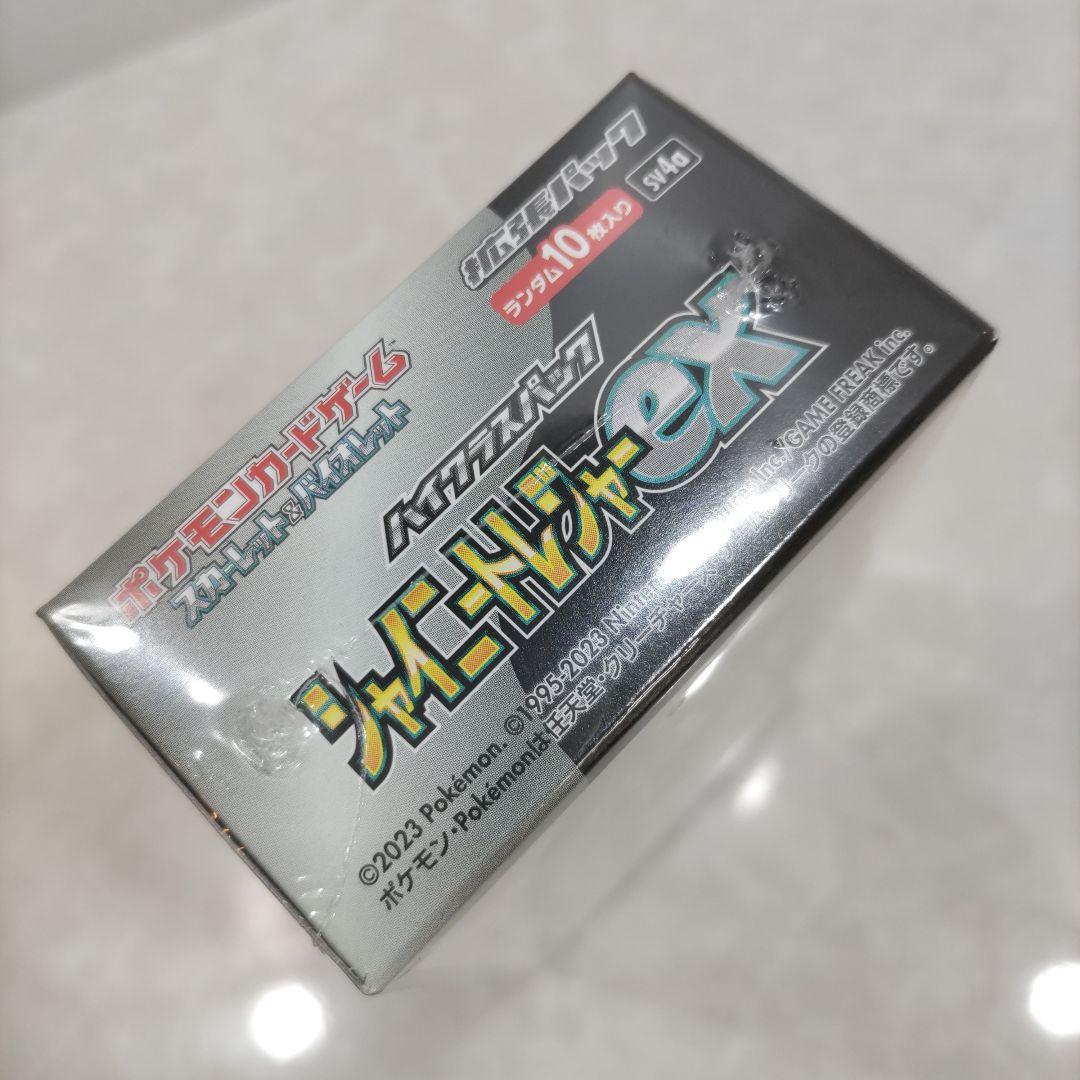 ポケモンカードゲーム
スカーレット&バイオレット
拡張パック
ランダム10枚入り
sv4a
ハイクラスパック
シャイニートレジャーex
©2023 Pokémon. ©1995-2023 Inc./GAME FREAK inc.
ポケモン・Pokémonは任天堂・クリーチャーズ・ゲームフリークの登録商標です。